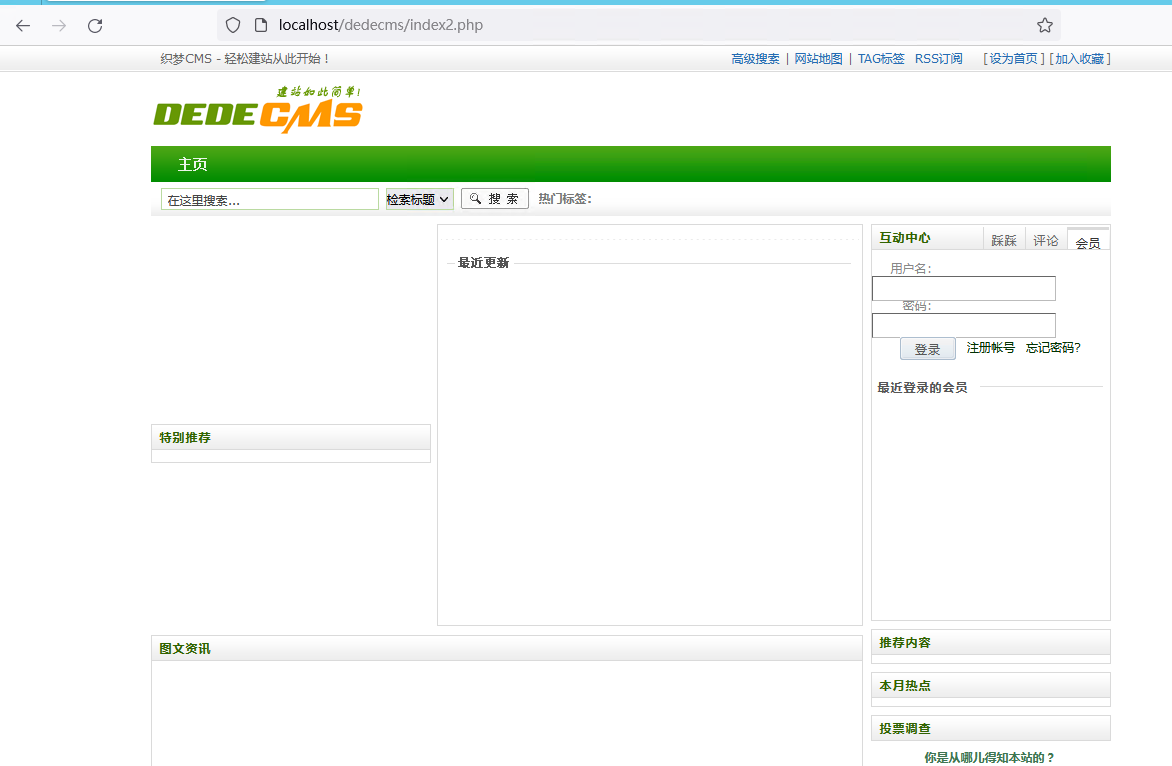 localhost/dedecms/index2.php
织梦CMS - 轻松建站从此开始！
高级搜索 | 网站地图 | TAG标签 RSS订阅 [设为首页] [加入收藏]
建站如此简单!
DEDECMS
主页
在这里搜索...
检索标题
搜 索
热门标签:
互动中心
踩踩
评论
会员
最近更新
用户名：
密码：
登录 注册帐号 忘记密码?
最近登录的会员
特别推荐
图文资讯
推荐内容
本月热点
投票调查
你是从哪儿得知本站的？